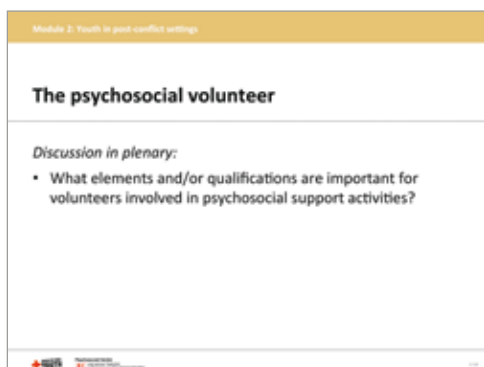 Module 2: Youth in post-conflict settings
The psychosocial volunteer
Discussion in plenary:
• What elements and/or qualifications are important for
volunteers involved in psychosocial support activities?